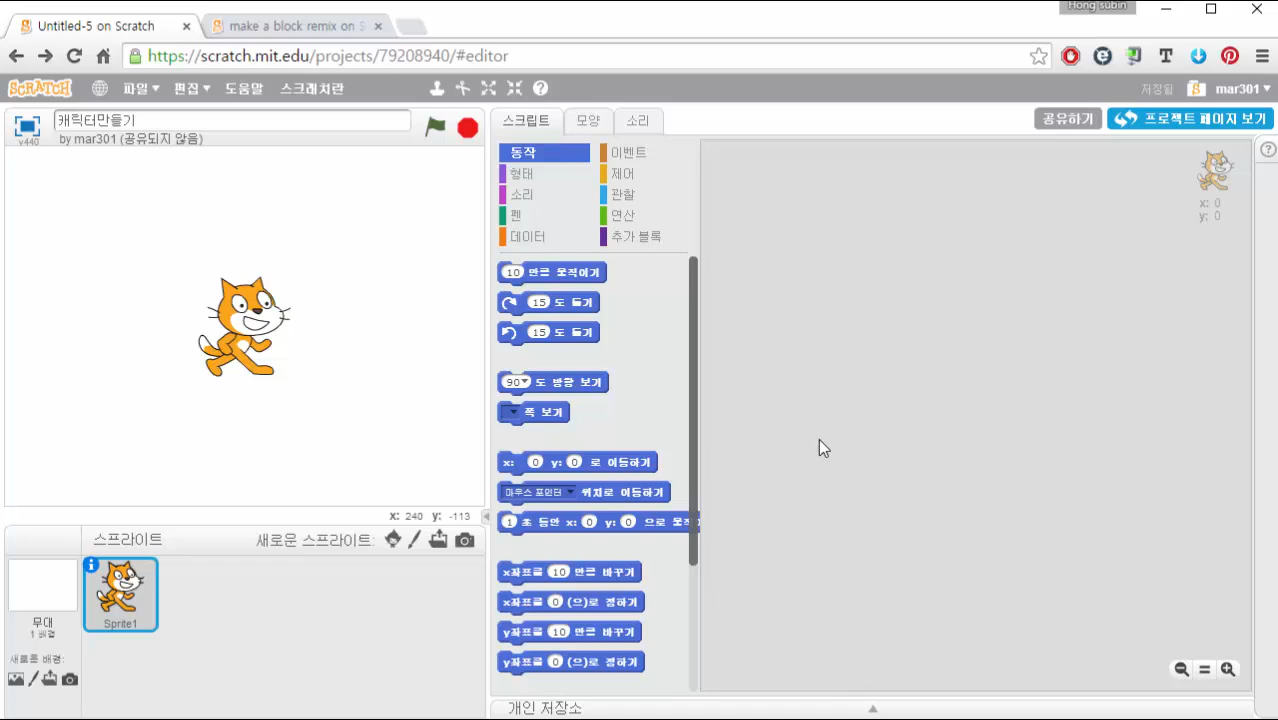 Hong subin
Untitled-5 on Scratch
make a block remix on S
https://scratch.mit.edu/projects/79208940/#editor
SCRATCH 파일 편집 도움말 스크래치란 저장됨 mar301
v440
캐릭터만들기
by mar301 (공유되지 않음)
스크립트 모양 소리
공유하기 프로젝트 페이지 보기
동작 이벤트
형태 제어
소리 관찰
펜 연산
데이터 추가 블록
10 만큼 움직이기
15 도 돌기
15 도 돌기
90 도 방향 보기
쪽 보기
x: 0 y: 0 로 이동하기
마우스 포인터 위치로 이동하기
1 초 동안 x: 0 y: 0 으로 움직
x좌표를 10 만큼 바꾸기
x좌표를 0 (으)로 정하기
y좌표를 10 만큼 바꾸기
y좌표를 0 (으)로 정하기
x: 0
y: 0
x: 240 y: -113
스프라이트 새로운 스프라이트:
Sprite1
무대
1 배경
새로운 배경:
개인 저장소